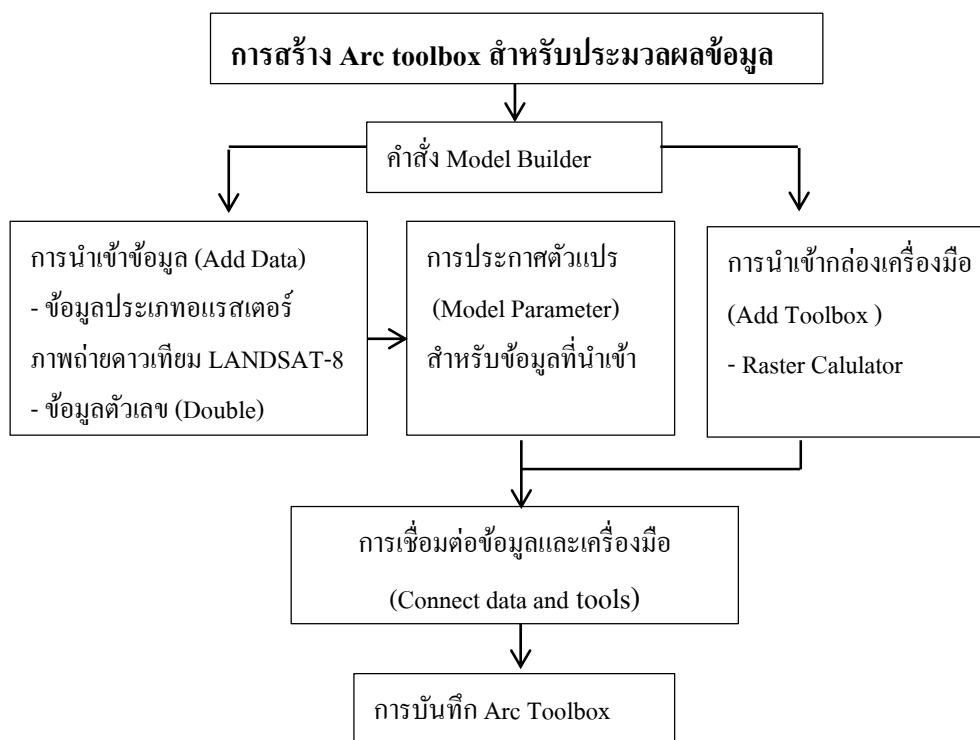 การสร้าง Arc toolbox สำหรับประมวลผลข้อมูล
คำสั่ง Model Builder
การนำเข้าข้อมูล (Add Data)
- ข้อมูลประเภทอแรสเตอร์
ภาพถ่ายดาวเทียม LANDSAT-8
- ข้อมูลตัวเลข (Double)
การประกาศตัวแปร
(Model Parameter)
สำหรับข้อมูลที่นำเข้า
การนำเข้ากล่องเครื่องมือ
(Add Toolbox )
- Raster Calulator
การเชื่อมต่อข้อมูลและเครื่องมือ
(Connect data and tools)
การบันทึก Arc Toolbox